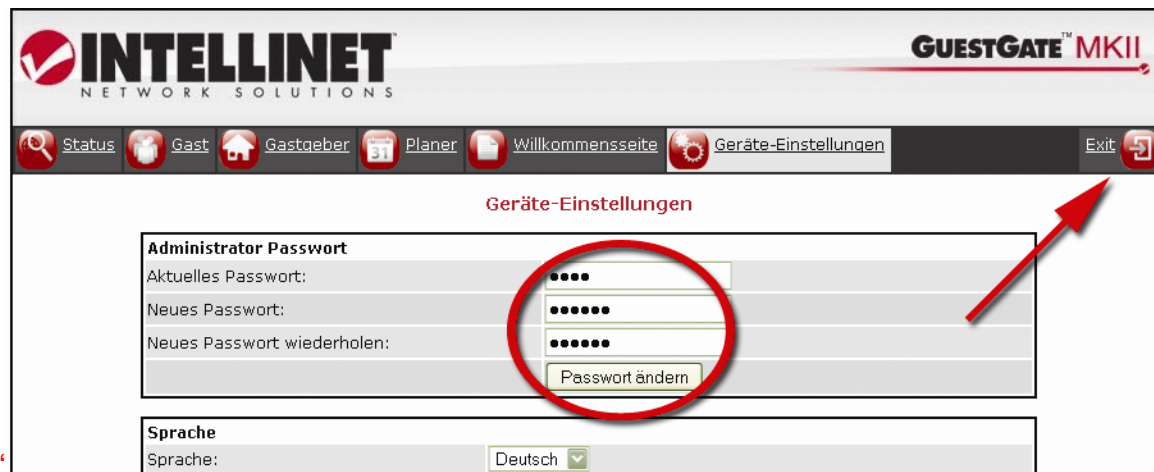 INTELLINET
NETWORK SOLUTIONS
GUESTGATE™ MKII
Status Gast Gastgeber 31 Planer Willkommensseite Geräte-Einstellungen Exit
Geräte-Einstellungen
Administrator Passwort
Aktuelles Passwort: ••••
Neues Passwort: ••••••
Neues Passwort wiederholen: ••••••
Passwort ändern
Sprache
Sprache: Deutsch
“